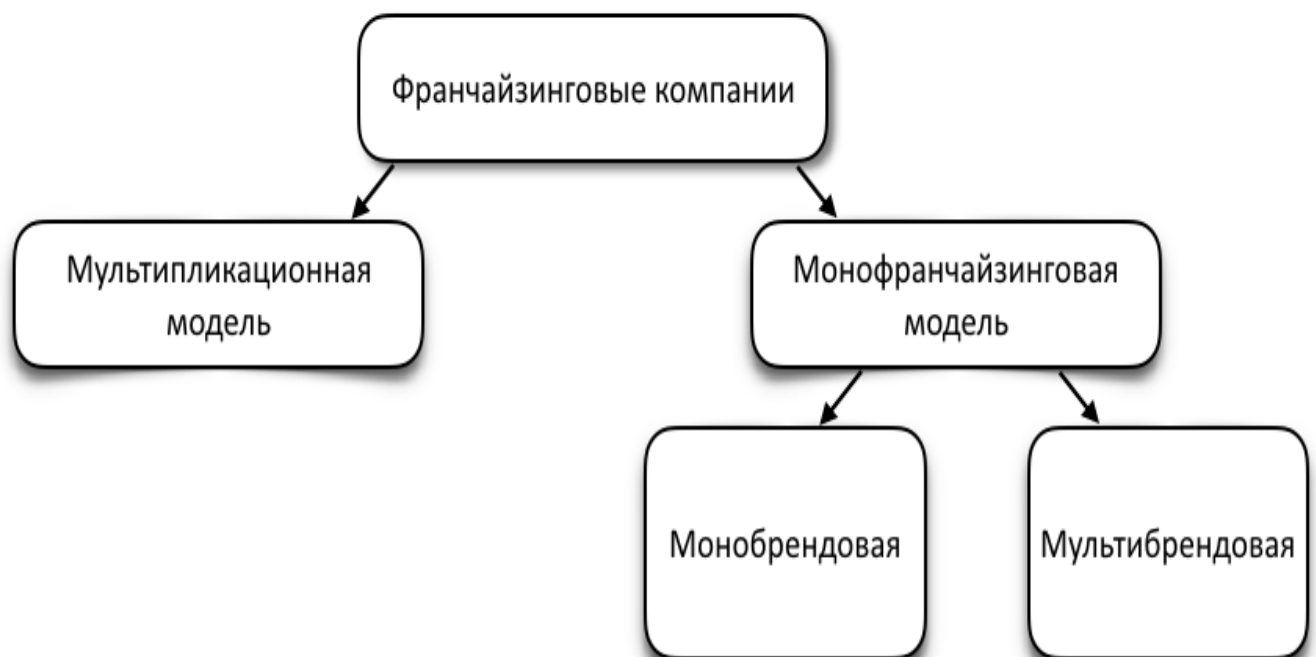 Франчайзинговые компании
Мультипликационная
модель
Монофранчайзинговая
модель
Монобрендовая
Мультибрендовая